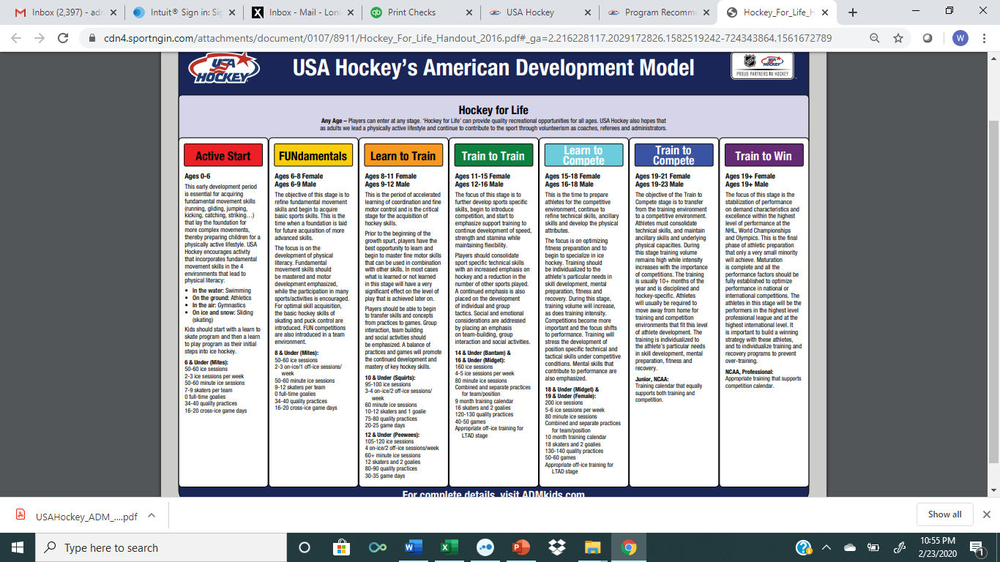 Inbox (2,397) - adr
Intuit® Sign in: Sig
Inbox - Mail - Loni
Print Checks
USA Hockey
Program Recomm
Hockey_For_Life_H
cdn4.sportngin.com/attachments/document/0107/8911/Hockey_For_Life_Handout_2016.pdf#_ga=2.216228117.2029172826.1582519242-724343864.1561672789
W
USA HOCKEY
USA Hockey's American Development Model
NHL
USA HOCKEY
PROUD PARTNERS IN HOCKEY
Hockey for Life
Any Age – Players can enter at any stage. 'Hockey for Life' can provide quality recreational opportunities for all ages. USA Hockey also hopes that
as adults we lead a physically active lifestyle and continue to contribute to the sport through volunteerism as coaches, referees and administrators.
Active Start
Ages 0-6
This early development period
is essential for acquiring
fundamental movement skills
(running, gliding, jumping,
kicking, catching, striking…)
that lay the foundation for
more complex movements,
thereby preparing children for a
physically active lifestyle. USA
Hockey encourages activity
that incorporates fundamental
movement skills in the 4
environments that lead to
physical literacy:
• In the water: Swimming
• On the ground: Athletics
• In the air: Gymnastics
• On ice and snow: Sliding
(skating)
Kids should start with a learn to
skate program and then a learn
to play program as their initial
steps into ice hockey.
6 & Under (Mites):
50-60 ice sessions
2-3 ice sessions per week
50-60 minute ice sessions
7-9 skaters per team
0 full-time goalies
34-40 quality practices
16-20 cross-ice game days
FUNdamentals
Ages 6-8 Female
Ages 6-9 Male
The objective of this stage is to
refine fundamental movement
skills and begin to acquire
basic sports skills. This is the
time when a foundation is laid
for future acquisition of more
advanced skills.
The focus is on the
development of physical
literacy. Fundamental
movement skills should
be mastered and motor
development emphasized,
while the participation in many
sports/activities is encouraged.
For optimal skill acquisition,
the basic hockey skills of
skating and puck control are
introduced. FUN competitions
are also introduced in a team
environment.
8 & Under (Mites):
50-60 ice sessions
2-3 on-ice/1 off-ice sessions/
week
50-60 minute ice sessions
9-12 skaters per team
0 full-time goalies
34-40 quality practices
16-20 cross-ice game days
Learn to Train
Ages 8-11 Female
Ages 9-12 Male
This is the period of accelerated
learning of coordination and fine
motor control and is the critical
stage for the acquisition of
hockey skills.
Prior to the beginning of the
growth spurt, players have the
best opportunity to learn and
begin to master fine motor skills
that can be used in combination
with other skills. In most cases
what is learned or not learned
in this stage will have a very
significant effect on the level of
play that is achieved later on.
Players should be able to begin
to transfer skills and concepts
from practices to games. Group
interaction, team building
and social activities should
be emphasized. A balance of
practices and games will promote
the continued development and
mastery of key hockey skills.
10 & Under (Squirts):
95-100 ice sessions
3-4 on-ice/2 off-ice sessions/
week
60 minute ice sessions
10-12 skaters and 1 goalie
75-80 quality practices
20-25 game days
12 & Under (Peewees):
105-120 ice sessions
4 on-ice/2 off-ice sessions/week
60+ minute ice sessions
12 skaters and 2 goalies
80-90 quality practices
30-35 game days
Train to Train
Ages 11-15 Female
Ages 12-16 Male
The focus of this stage is to
further develop sports specific
skills, begin to introduce
competition, and start to
emphasize support training to
continue development of speed,
strength and stamina while
maintaining flexibility.
Players should consolidate
sport specific technical skills
with an increased emphasis on
hockey and a reduction in the
number of other sports played.
A continued emphasis is also
placed on the development
of individual and group
tactics. Social and emotional
considerations are addressed
by placing an emphasis
on team-building, group
interaction and social activities.
14 & Under (Bantam) &
16 & Under (Midget):
160 ice sessions
4-5 ice sessions per week
80 minute ice sessions
Combined and separate practices
for team/position
9 month training calendar
16 skaters and 2 goalies
120-130 quality practices
40-50 games
Appropriate off-ice training for
LTAD stage
Learn to
Compete
Ages 15-18 Female
Ages 16-18 Male
This is the time to prepare
athletes for the competitive
environment, continue to
refine technical skills, ancillary
skills and develop the physical
attributes.
The focus is on optimizing
fitness preparation and to
begin to specialize in ice
hockey. Training should
be individualized to the
athlete's particular needs in
skill development, mental
preparation, fitness and
recovery. During this stage,
training volume will increase,
as does training intensity.
Competitions become more
important and the focus shifts
to performance. Training will
stress the development of
position specific technical and
tactical skills under competitive
conditions. Mental skills that
contribute to performance are
also emphasized.
18 & Under (Midget) &
19 & Under (Female):
200 ice sessions
5-6 ice sessions per week
80 minute ice sessions
Combined and separate practices
for team/position
10 month training calendar
18 skaters and 2 goalies
130-140 quality practices
50-60 games
Appropriate off-ice training for
LTAD stage
Train to
Compete
Ages 19-21 Female
Ages 19-23 Male
The objective of the Train to
Compete stage is to transfer
from the training environment
to a competitive environment.
Athletes must consolidate
technical skills, and maintain
ancillary skills and underlying
physical capacities. During
this stage training volume
remains high while intensity
increases with the importance
of competitions. The training
is usually 10+ months of the
year and is disciplined and
hockey-specific. Athletes
will usually be required to
move away from home for
training and competition
environments that fit this level
of athlete development. The
training is individualized to
the athlete's particular needs
in skill development, mental
preparation, fitness and
recovery.
Junior, NCAA:
Training calendar that equally
supports both training and
competition.
Train to Win
Ages 19+ Female
Ages 19+ Male
The focus of this stage is the
stabilization of performance
on demand characteristics and
excellence within the highest
level of performance at the
NHL, World Championships
and Olympics. This is the final
phase of athletic preparation
that only a very small minority
will achieve. Maturation
is complete and all the
performance factors should be
fully established to optimize
performance in national or
international competitions. The
athletes in this stage will be the
performers in the highest level
professional league and at the
highest international level. It
is important to build a winning
strategy with these athletes,
and to individualize training and
recovery programs to prevent
over-training.
NCAA, Professional:
Appropriate training that supports
competition calendar.
For complete details, visit ADMkids.com
USAHockey_ADM_....pdf
Show all
Type here to search
10:55 PM
2/23/2020
1